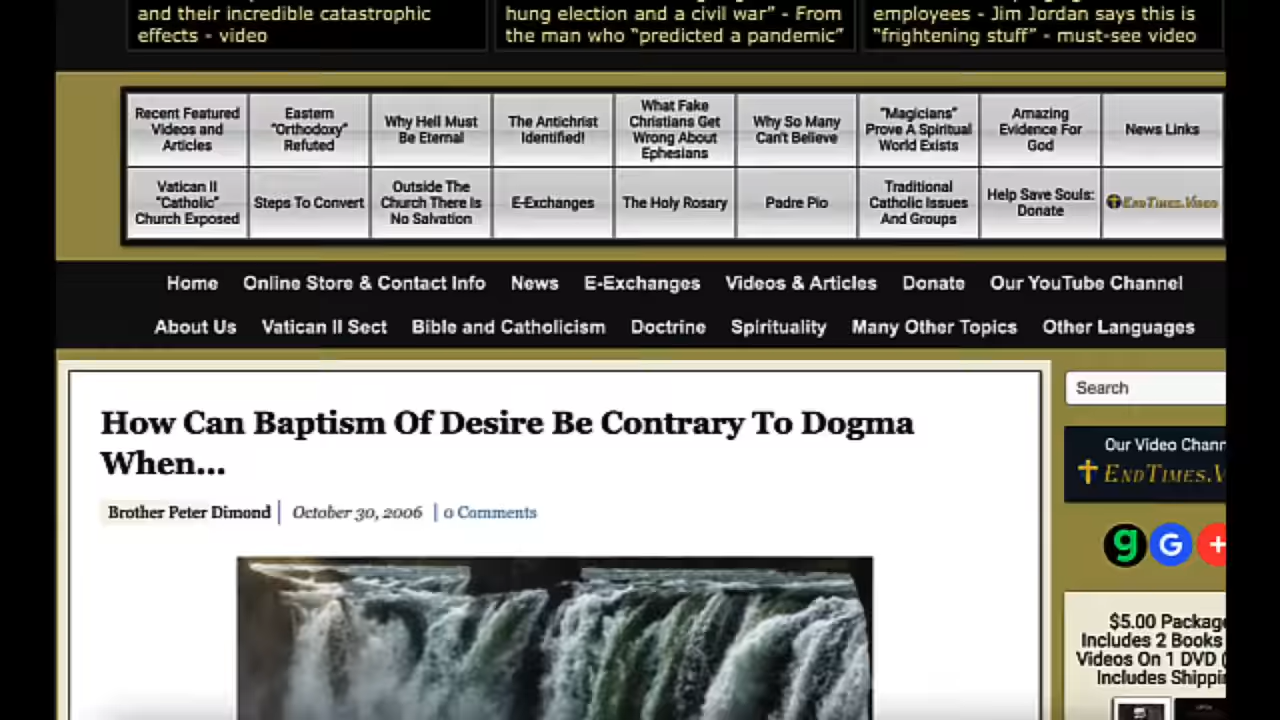 and their incredible catastrophic
effects - video
hung election and a civil war” - From
the man who “predicted a pandemic”
employees - Jim Jordan says this is
“frightening stuff” - must-see video
Recent Featured
Videos and
Articles
Eastern
“Orthodoxy”
Refuted
Why Hell Must
Be Eternal
The Antichrist
Identified!
What Fake
Christians Get
Wrong About
Ephesians
Why So Many
Can't Believe
“Magicians”
Prove A Spiritual
World Exists
Amazing
Evidence For
God
News Links
Vatican II
“Catholic”
Church Exposed
Steps To Convert
Outside The
Church There Is
No Salvation
E-Exchanges
The Holy Rosary
Padre Pio
Traditional
Catholic Issues
And Groups
Help Save Souls:
Donate
EndTimes.Video
Home Online Store & Contact Info News E-Exchanges Videos & Articles Donate Our YouTube Channel
About Us Vatican II Sect Bible and Catholicism Doctrine Spirituality Many Other Topics Other Languages
Search
How Can Baptism Of Desire Be Contrary To Dogma
When...
Brother Peter Dimond | October 30, 2006 | 0 Comments
Our Video Chann
EndTimes.V
g G +
$5.00 Package
Includes 2 Books
Videos On 1 DVD (
Includes Shippin